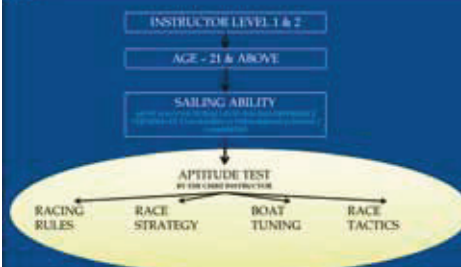 INSTRUCTOR LEVEL 1 & 2
AGE – 21 & ABOVE
SAILING ABILITY
APTITUDE TEST
BY THE CHIEF INSTRUCTOR
RACING
RULES
RACE
STRATEGY
BOAT
TUNING
RACE
TACTICS